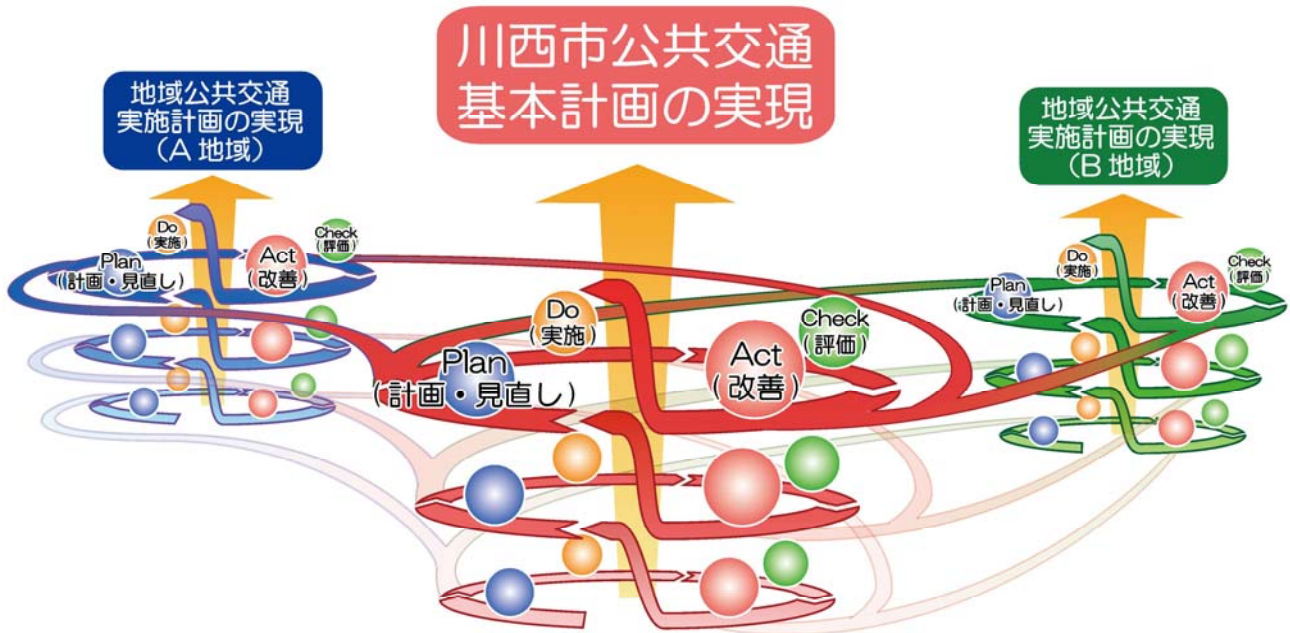 川西市公共交通
基本計画の実現
地域公共交通
実施計画の実現
（A 地域）
地域公共交通
実施計画の実現
（B 地域）
Do
（実施）
Check
（評価）
Plan
（計画・見直し）
Act
（改善）
Do
（実施）
Check
（評価）
Plan
（計画・見直し）
Act
（改善）
Do
（実施）
Check
（評価）
Plan
（計画・見直し）
Act
（改善）